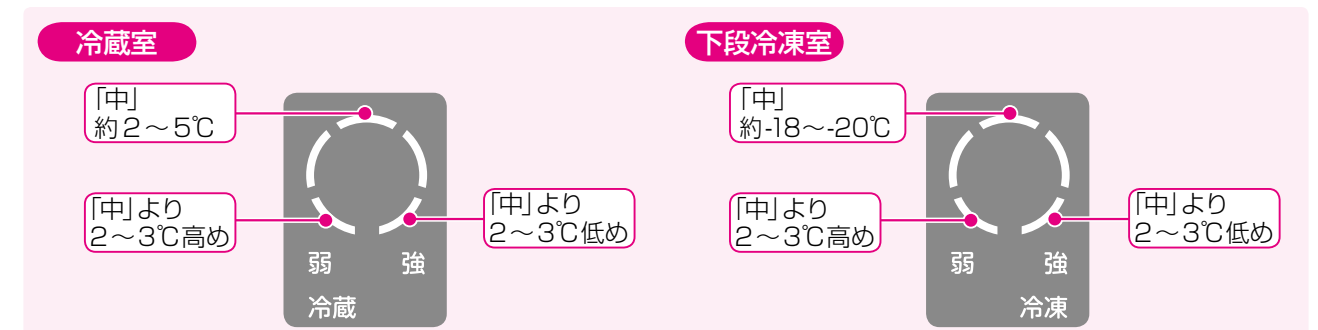 冷蔵室
「中」
約2〜5℃
「中」より
2〜3℃高め
「中」より
2〜3℃低め
弱 強
冷蔵
下段冷凍室
「中」
約-18〜-20℃
「中」より
2〜3℃高め
「中」より
2〜3℃低め
弱 強
冷凍